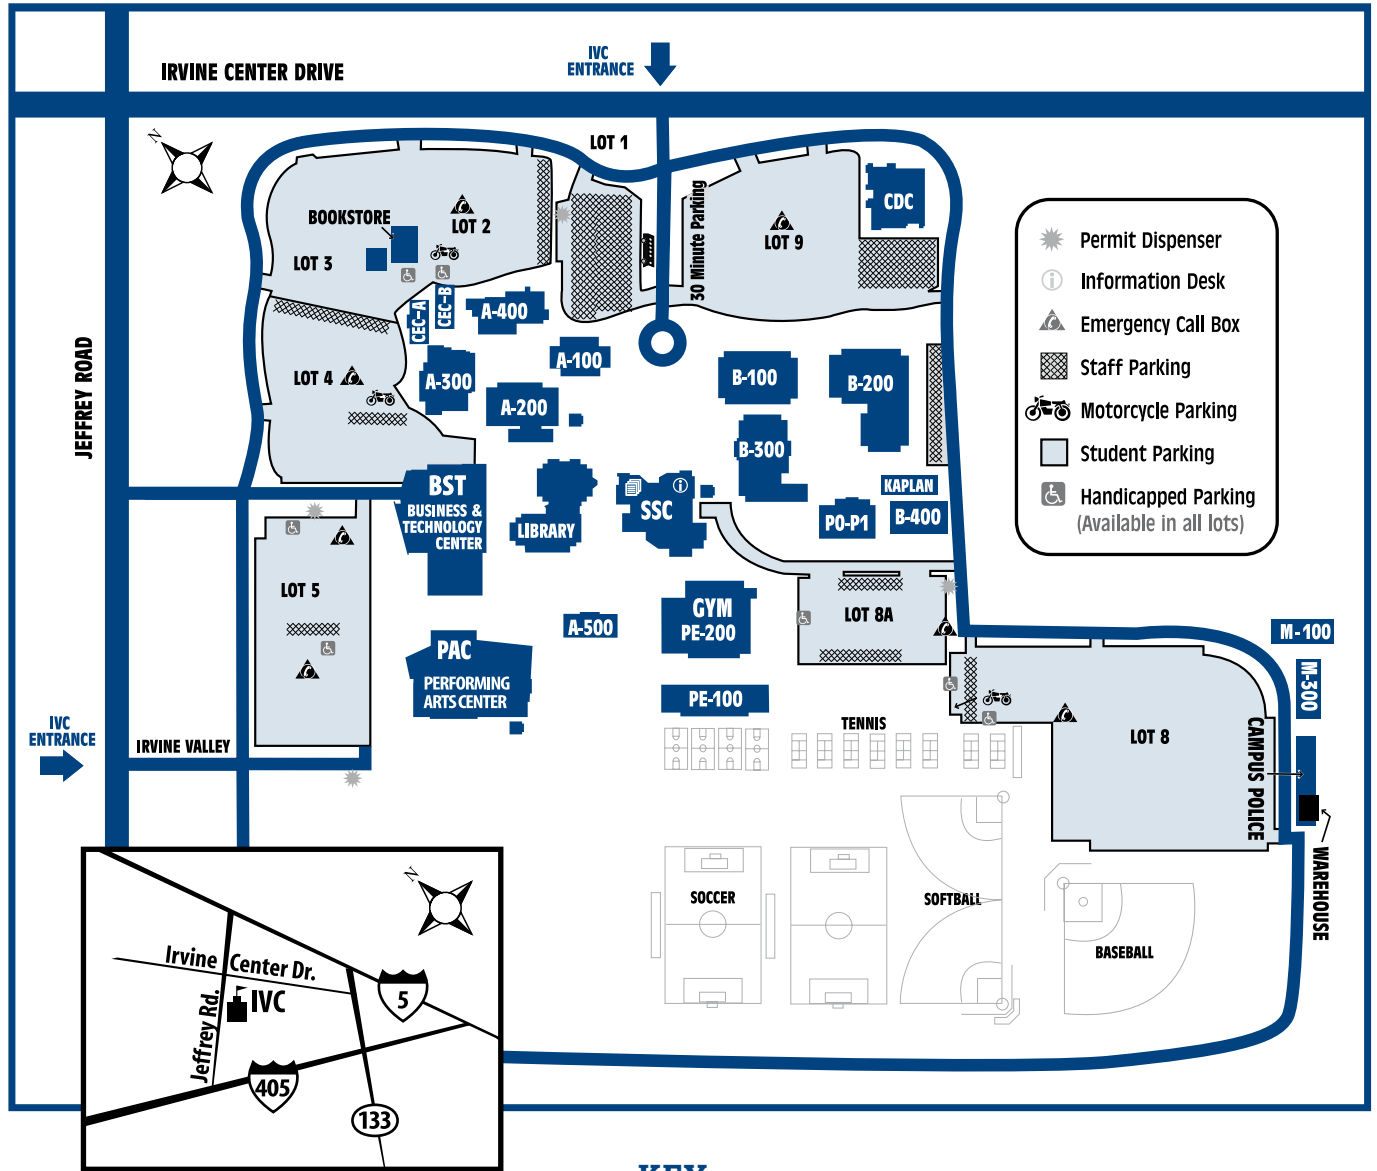 IVC
ENTRANCE
IRVINE CENTER DRIVE
LOT 1
N
30 Minute Parking
CDC
BOOKSTORE
LOT 2
LOT 9
LOT 3
Permit Dispenser
Information Desk
Emergency Call Box
Staff Parking
Motorcycle Parking
Student Parking
Handicapped Parking
(Available in all lots)
CEC-A
CEC-B
A-400
JEFFREY ROAD
LOT 4
A-300
A-100
A-200
B-100
B-200
B-300
BST
BUSINESS &
TECHNOLOGY
CENTER
LIBRARY
SSC
KAPLAN
PO-P1
B-400
LOT 5
A-500
GYM
PE-200
LOT 8A
M-100
M-300
PAC
PERFORMING
ARTS CENTER
PE-100
TENNIS
LOT 8
CAMPUS POLICE
WAREHOUSE
IVC
ENTRANCE
IRVINE VALLEY
SOCCER
SOFTBALL
BASEBALL
N
Irvine Center Dr.
Jeffrey Rd.
IVC
5
405
133
KEY